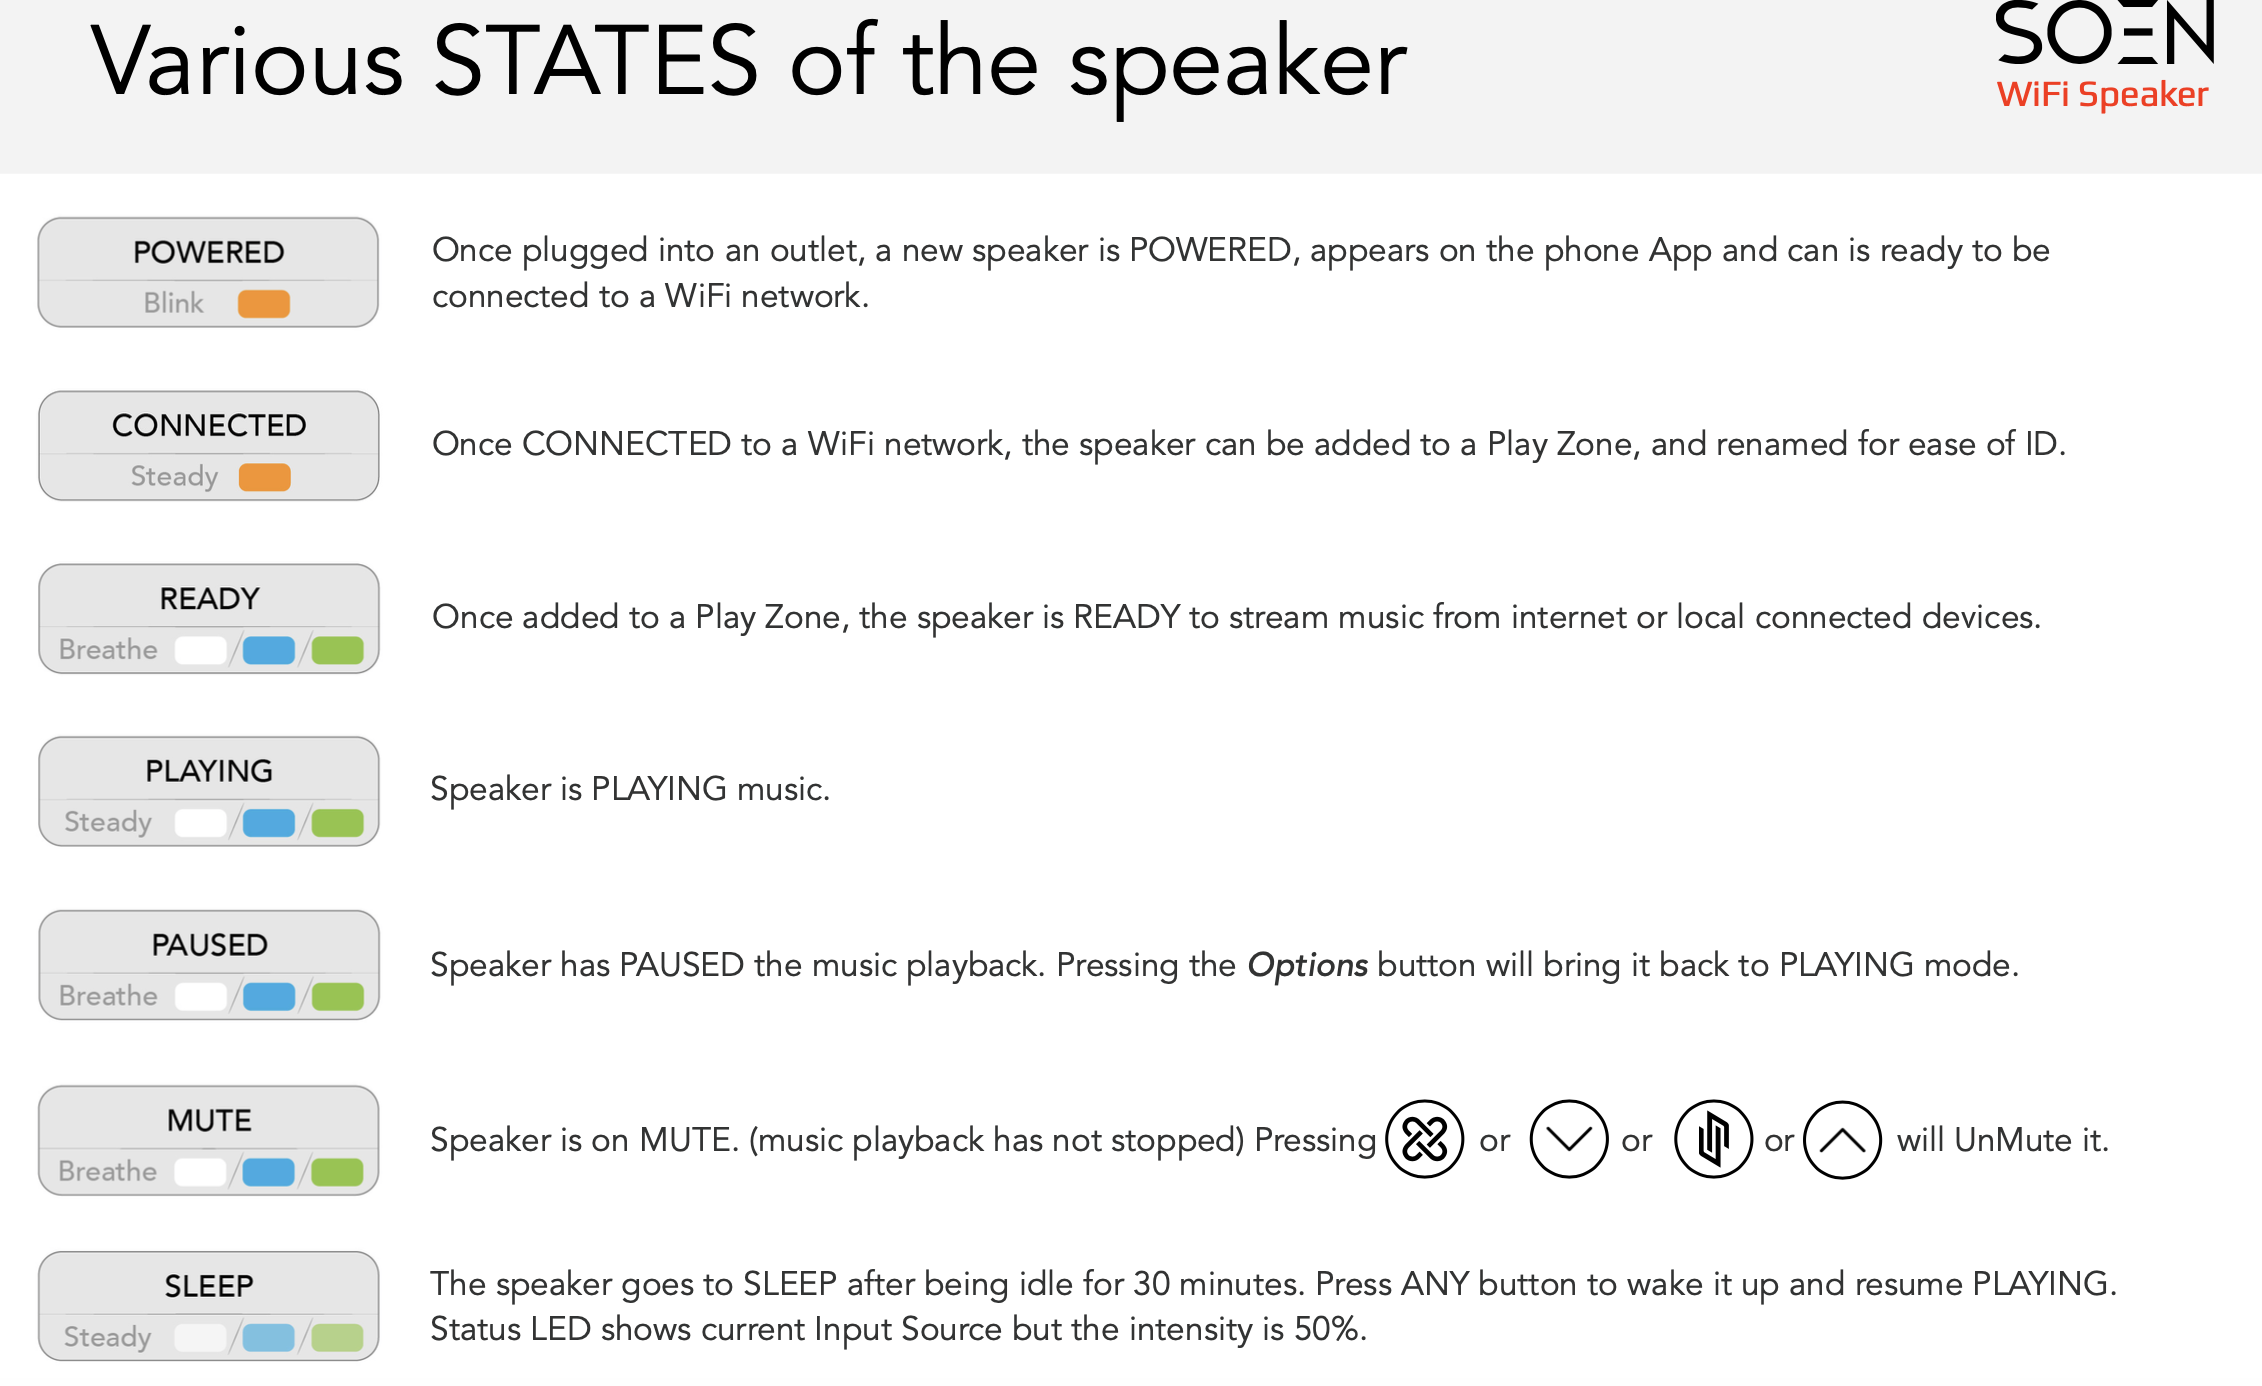 Various STATES of the speaker
SOEN
WiFi Speaker
POWERED
Blink
Once plugged into an outlet, a new speaker is POWERED, appears on the phone App and can is ready to be
connected to a WiFi network.
CONNECTED
Steady
Once CONNECTED to a WiFi network, the speaker can be added to a Play Zone, and renamed for ease of ID.
READY
Breathe / /
Once added to a Play Zone, the speaker is READY to stream music from internet or local connected devices.
PLAYING
Steady / /
Speaker is PLAYING music.
PAUSED
Breathe / /
Speaker has PAUSED the music playback. Pressing the Options button will bring it back to PLAYING mode.
MUTE
Breathe / /
Speaker is on MUTE. (music playback has not stopped) Pressing or or or will UnMute it.
SLEEP
Steady / /
The speaker goes to SLEEP after being idle for 30 minutes. Press ANY button to wake it up and resume PLAYING.
Status LED shows current Input Source but the intensity is 50%.